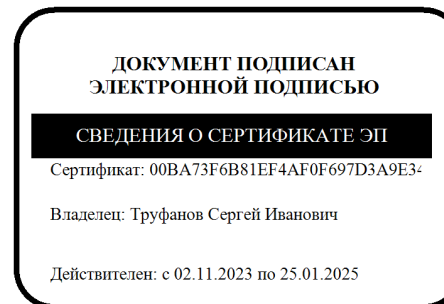 ДОКУМЕНТ ПОДПИСАН
ЭЛЕКТРОННОЙ ПОДПИСЬЮ
СВЕДЕНИЯ О СЕРТИФИКАТЕ ЭП
Сертификат: 00BA73F6B81EF4AF0F697D3A9E34
Владелец: Труфанов Сергей Иванович
Действителен: с 02.11.2023 по 25.01.2025